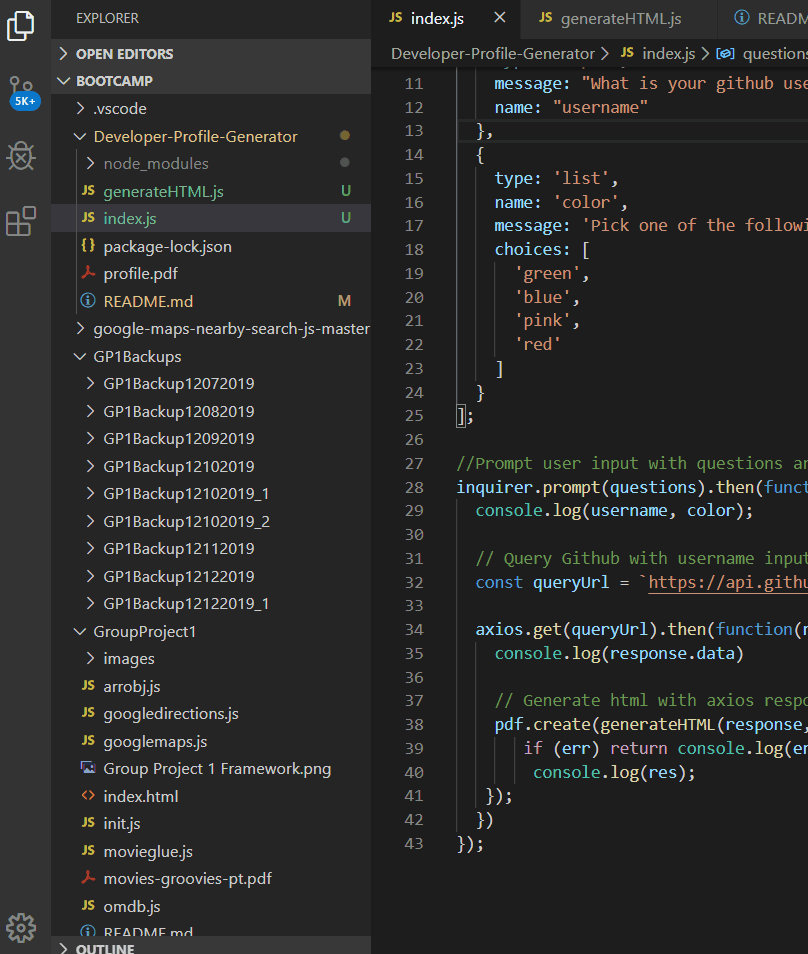 EXPLORER
OPEN EDITORS
BOOTCAMP
5K+
.vscode
Developer-Profile-Generator
node_modules
JS generateHTML.js U
JS index.js U
{} package-lock.json
profile.pdf
README.md M
google-maps-nearby-search-js-master
GP1Backups
GP1Backup12072019
GP1Backup12082019
GP1Backup12092019
GP1Backup12102019
GP1Backup12102019_1
GP1Backup12102019_2
GP1Backup12112019
GP1Backup12122019
GP1Backup12122019_1
GroupProject1
images
JS arrobj.js
JS googledirections.js
JS googlemaps.js
Group Project 1 Framework.png
<> index.html
JS init.js
JS movieglue.js
movies-groovies-pt.pdf
JS omdb.js
README.md
OUTLINE
JS index.js × JS generateHTML.js README
Developer-Profile-Generator > JS index.js > questions
11 message: "What is your github use
12 name: "username"
13 },
14 {
15 type: 'list',
16 name: 'color',
17 message: 'Pick one of the followi
18 choices: [
19 'green',
20 'blue',
21 'pink',
22 'red'
23 ]
24 }
25 ];
26
27 //Prompt user input with questions an
28 inquirer.prompt(questions).then(funct
29 console.log(username, color);
30
31 // Query Github with username input
32 const queryUrl = `https://api.githu
33
34 axios.get(queryUrl).then(function(r
35 console.log(response.data)
36
37 // Generate html with axios respo
38 pdf.create(generateHTML(response,
39 if (err) return console.log(er
40 console.log(res);
41 });
42 })
43 });